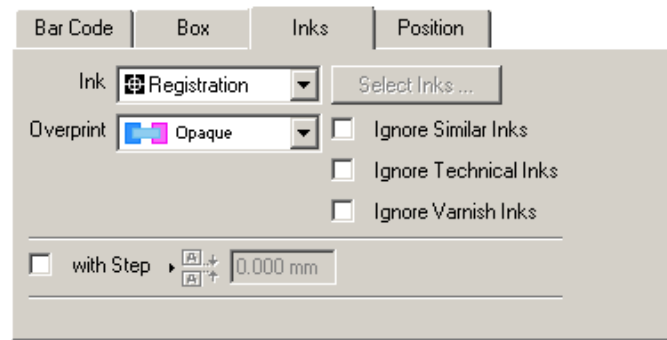 Bar Code Box Inks Position
Ink Registration Select Inks ...
Overprint Opaque Ignore Similar Inks
Ignore Technical Inks
Ignore Varnish Inks
with Step A A 0.000 mm